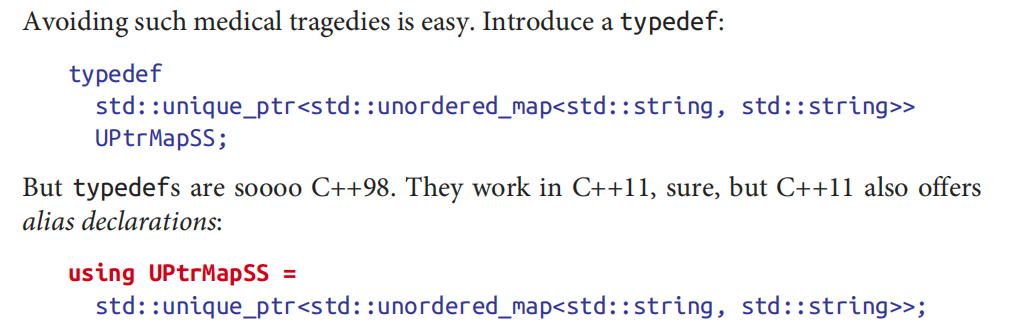 Avoiding such medical tragedies is easy. Introduce a typedef:
typedef
std::unique_ptr<std::unordered_map<std::string, std::string>>
UPtrMapSS;
But typedefs are soooo C++98. They work in C++11, sure, but C++11 also offers
alias declarations:
using UPtrMapSS =
std::unique_ptr<std::unordered_map<std::string, std::string>>;